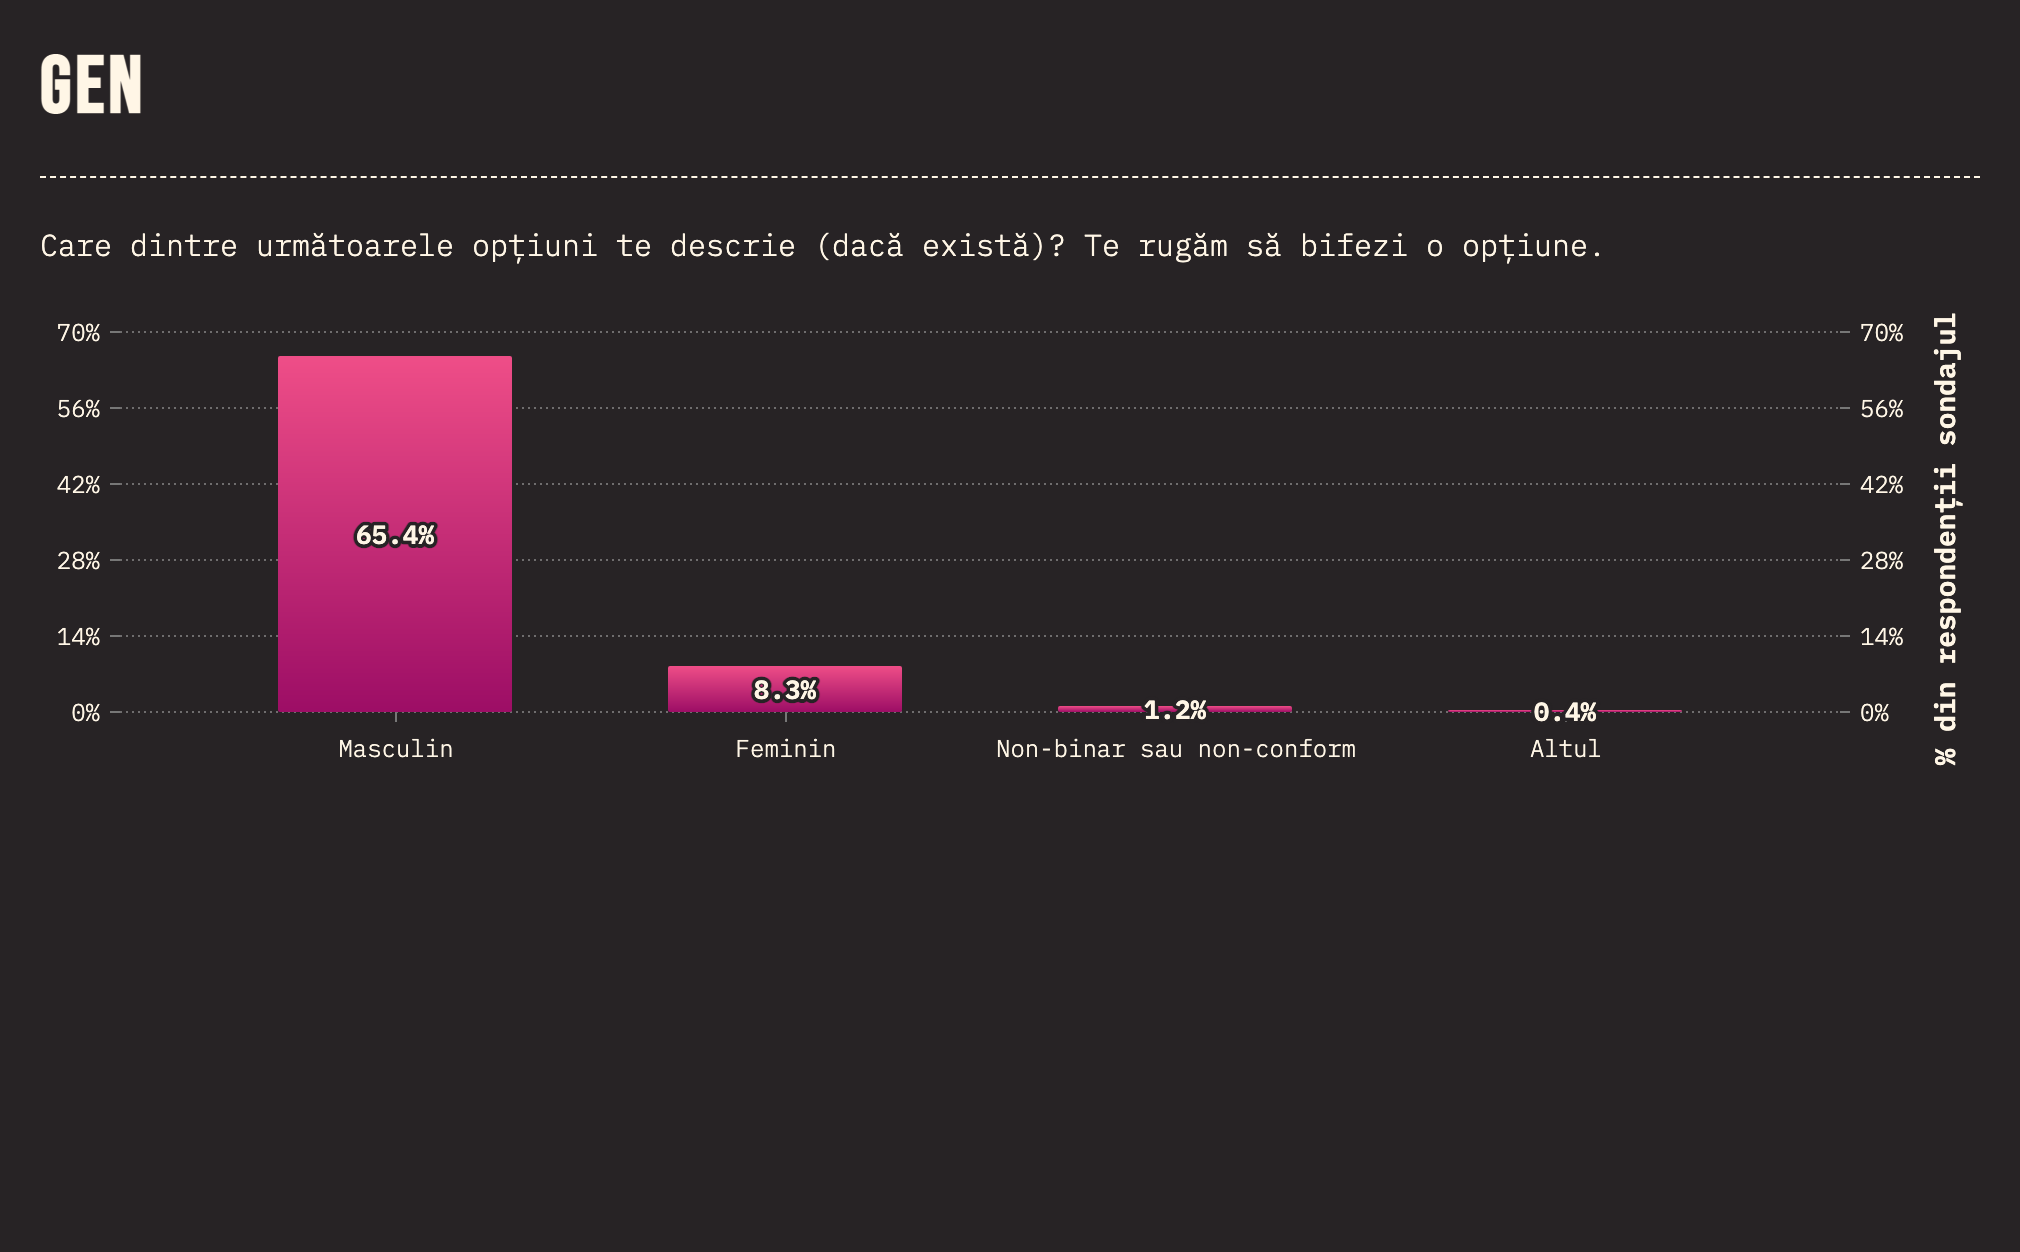 GEN
Care dintre următoarele opțiuni te descrie (dacă există)? Te rugăm să bifezi o opțiune.
70%
56%
42%
28%
14%
0%
65.4%
8.3%
1.2%
0.4%
Masculin
Feminin
Non-binar sau non-conform
Altul
70%
56%
42%
28%
14%
0%
% din respondenții sondajul